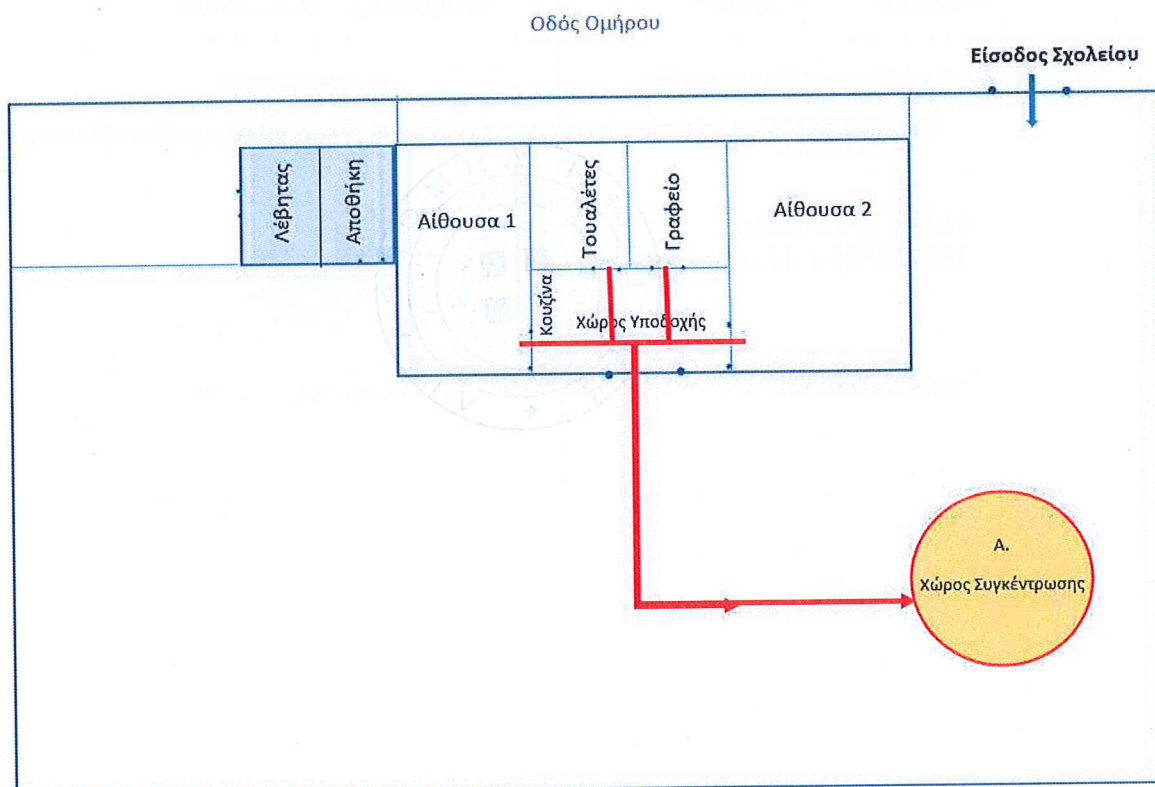 Οδός Ομήρου
Είσοδος Σχολείου
Λέβητας
Αποθήκη
Αίθουσα 1
Τουαλέτες
Γραφείο
Αίθουσα 2
Κουζίνα
Χώρος Υποδοχής
Α.
Χώρος Συγκέντρωσης